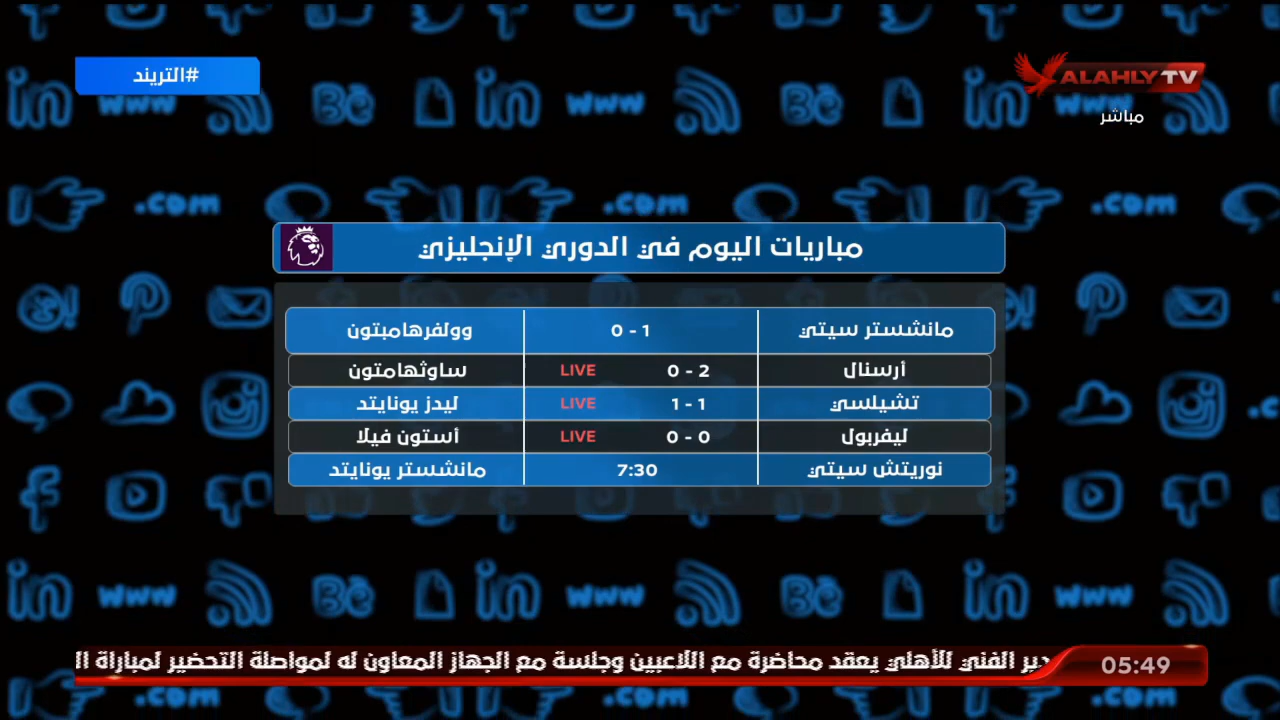 #التريند
ALAHLY TV
مباشر
مباريات اليوم في الدوري الإنجليزي
مانشستر سيتي 1 - 0 وولفرهامبتون
أرسنال 2 - 0 LIVE ساوثهامتون
تشيلسي 1 - 1 LIVE ليدز يونايتد
ليفربول 0 - 0 LIVE أستون فيلا
نوريتش سيتي 7:30 مانشستر يونايتد
05:49 دير الفني للأهلي يعقد محاضرة مع اللاعبين وجلسة مع الجهاز المعاون له لمواصلة التحضير لمباراة ال